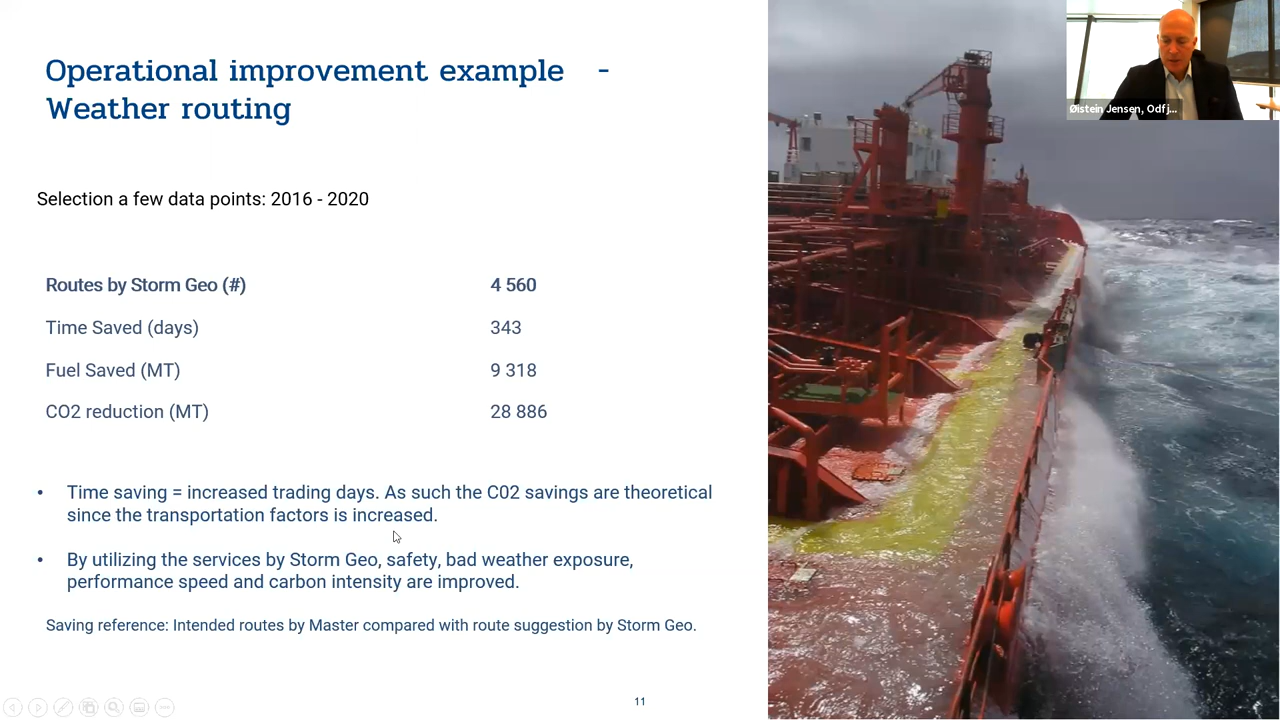 Operational improvement example -
Weather routing
Øistein Jensen, Odfj...
Selection a few data points: 2016 - 2020
Routes by Storm Geo (#) 4 560
Time Saved (days) 343
Fuel Saved (MT) 9 318
CO2 reduction (MT) 28 886
• Time saving = increased trading days. As such the C02 savings are theoretical
since the transportation factors is increased.
• By utilizing the services by Storm Geo, safety, bad weather exposure,
performance speed and carbon intensity are improved.
Saving reference: Intended routes by Master compared with route suggestion by Storm Geo.
11